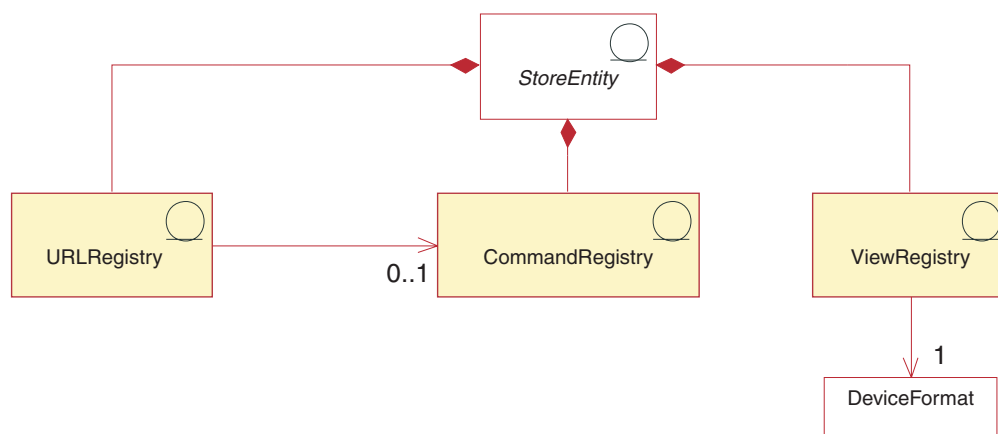 StoreEntity
URLRegistry
CommandRegistry
ViewRegistry
0..1
1
DeviceFormat